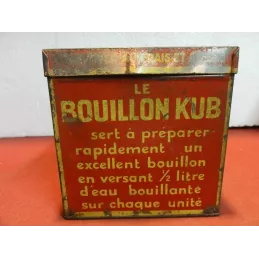 LE
BOUILLON KUB
sert à préparer
rapidement un
excellent bouillon
en versant ½ litre
d'eau bouillante
sur chaque unité